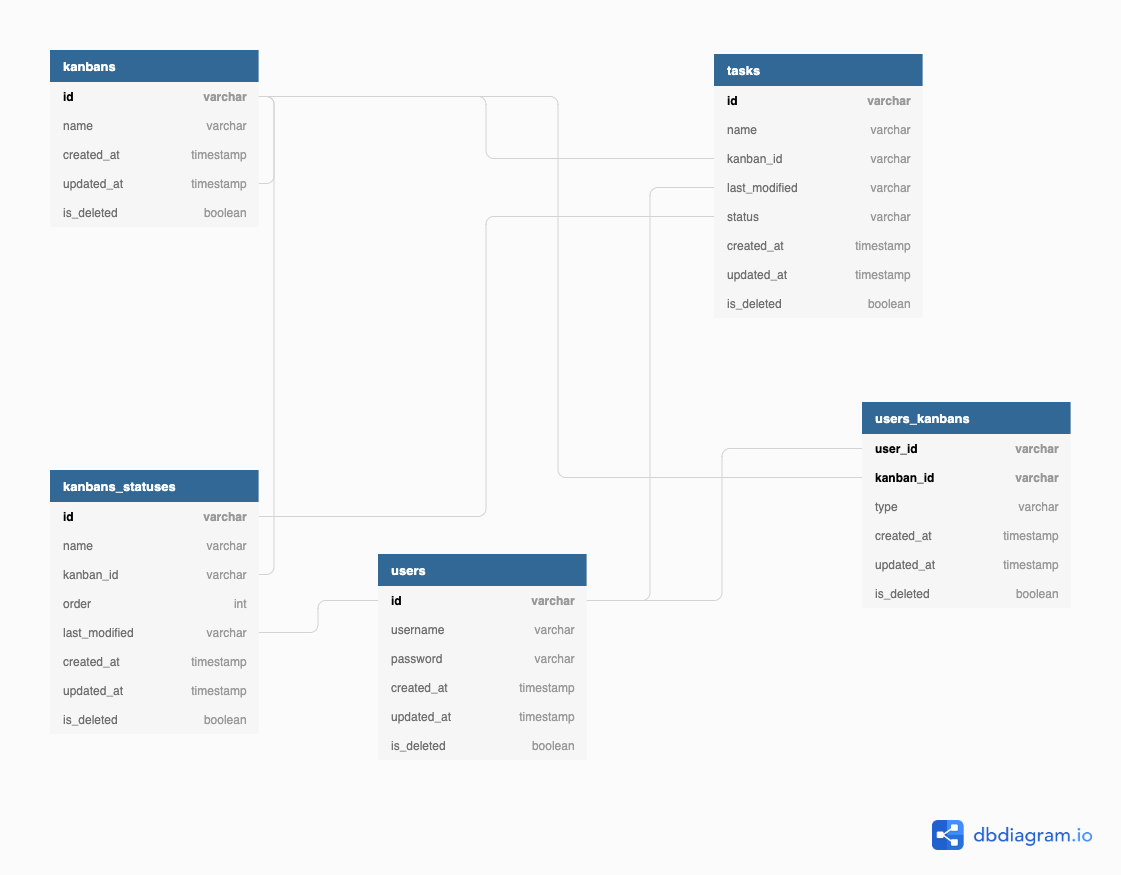 kanbans
id varchar
name varchar
created_at timestamp
updated_at timestamp
is_deleted boolean
tasks
id varchar
name varchar
kanban_id varchar
last_modified varchar
status varchar
created_at timestamp
updated_at timestamp
is_deleted boolean
users_kanbans
user_id varchar
kanban_id varchar
type varchar
created_at timestamp
updated_at timestamp
is_deleted boolean
kanbans_statuses
id varchar
name varchar
kanban_id varchar
order int
last_modified varchar
created_at timestamp
updated_at timestamp
is_deleted boolean
users
id varchar
username varchar
password varchar
created_at timestamp
updated_at timestamp
is_deleted boolean
dbdiagram.io